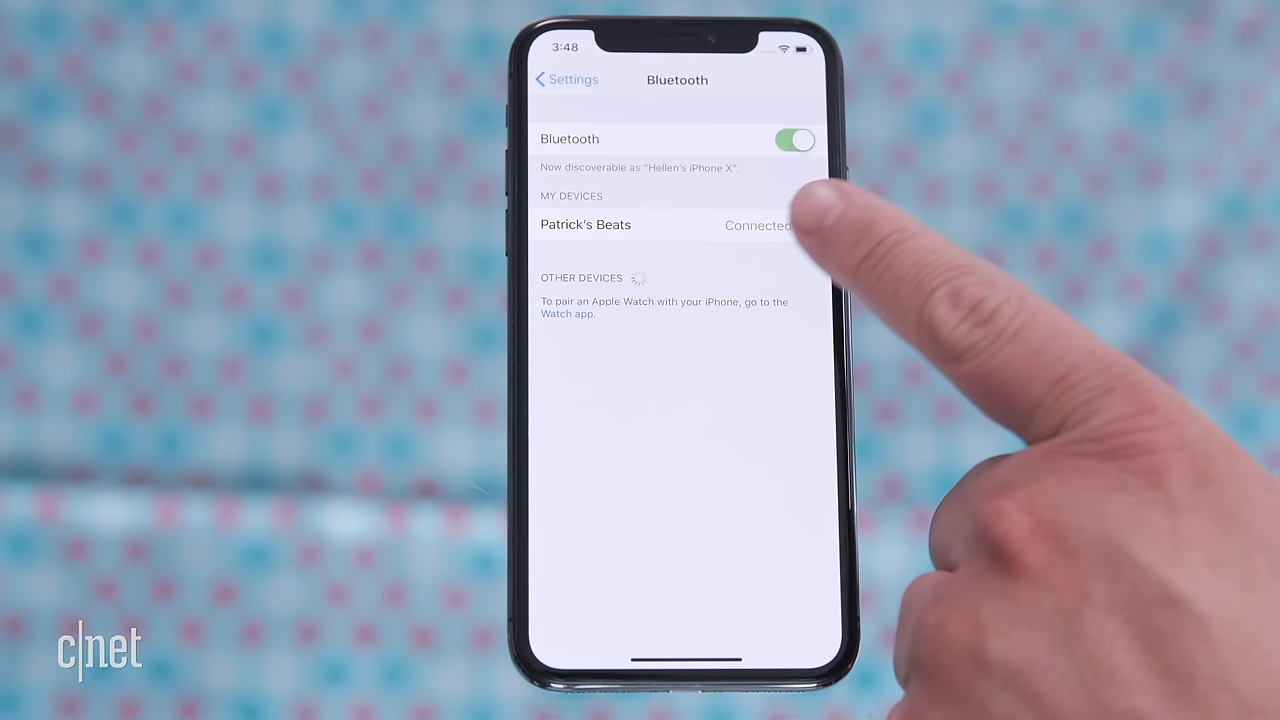 3:48
Settings
Bluetooth
Bluetooth
Now discoverable as "Hellen's iPhone X".
MY DEVICES
Patrick's Beats Connected
OTHER DEVICES
To pair an Apple Watch with your iPhone, go to the
Watch app.
c|net